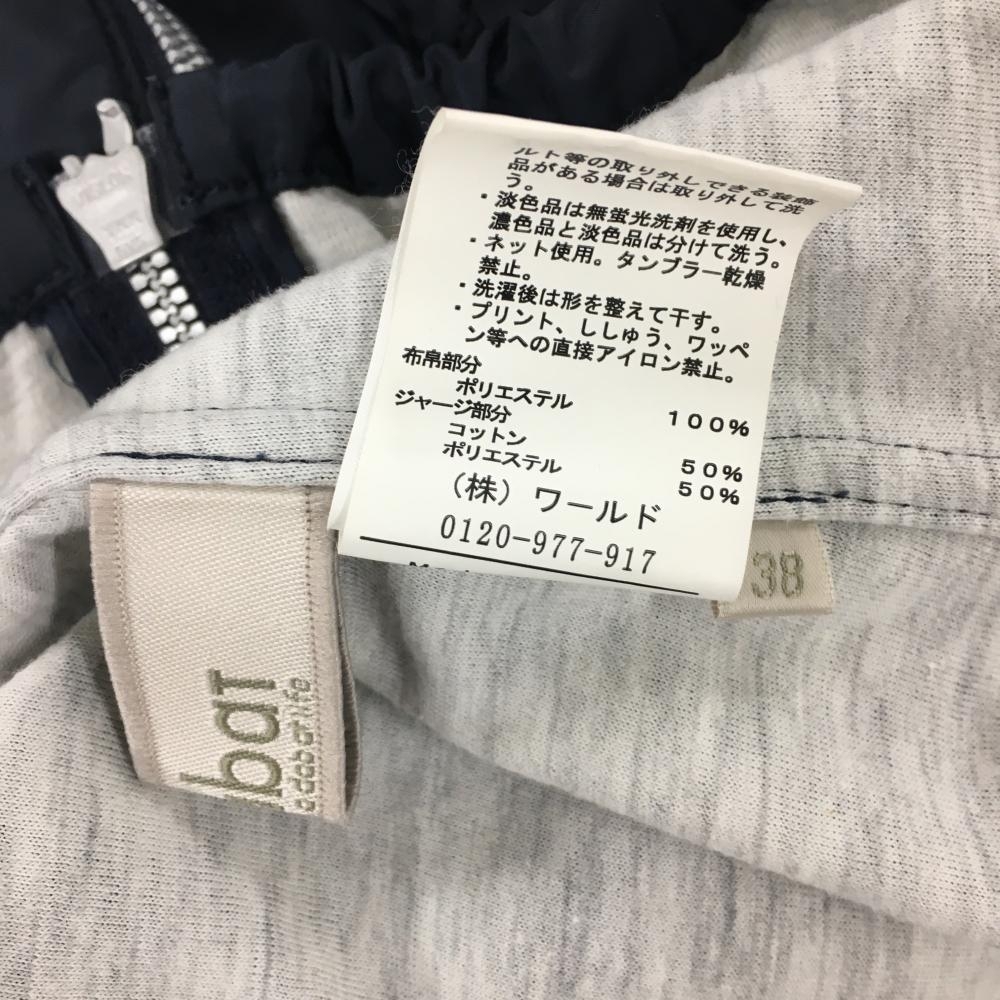 ルト等の取り外しできる装飾
品がある場合は取り外して洗
う。
・淡色品は無蛍光洗剤を使用し、
濃色品と淡色品は分けて洗う。
・ネット使用。タンブラー乾燥
禁止。
・洗濯後は形を整えて干す。
・プリント、ししゅう、ワッペ
ン等への直接アイロン禁止。
布帛部分
ポリエステル 100%
ジャージ部分
コットン 50%
ポリエステル 50%
(株)ワールド
0120-977-917
38
bat
adabat life